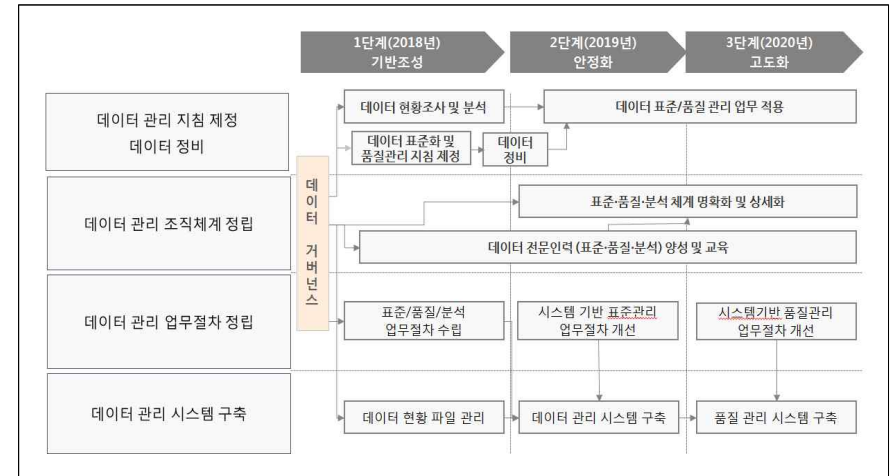 1단계(2018년)
기반조성
2단계(2019년)
안정화
3단계(2020년)
고도화
데이터 관리 지침 제정
데이터 정비
데이터 현황조사 및 분석
데이터 표준/품질 관리 업무 적용
데이터 표준화 및
품질관리 지침 제정
데이터
정비
데이터 거버넌스
데이터 관리 조직체계 정립
표준·품질·분석 체계 명확화 및 상세화
데이터 전문인력 (표준·품질·분석) 양성 및 교육
데이터 관리 업무절차 정립
표준/품질/분석
업무절차 수립
시스템 기반 표준관리
업무절차 개선
시스템기반 품질관리
업무절차 개선
데이터 관리 시스템 구축
데이터 현황 파일 관리
데이터 관리 시스템 구축
품질 관리 시스템 구축